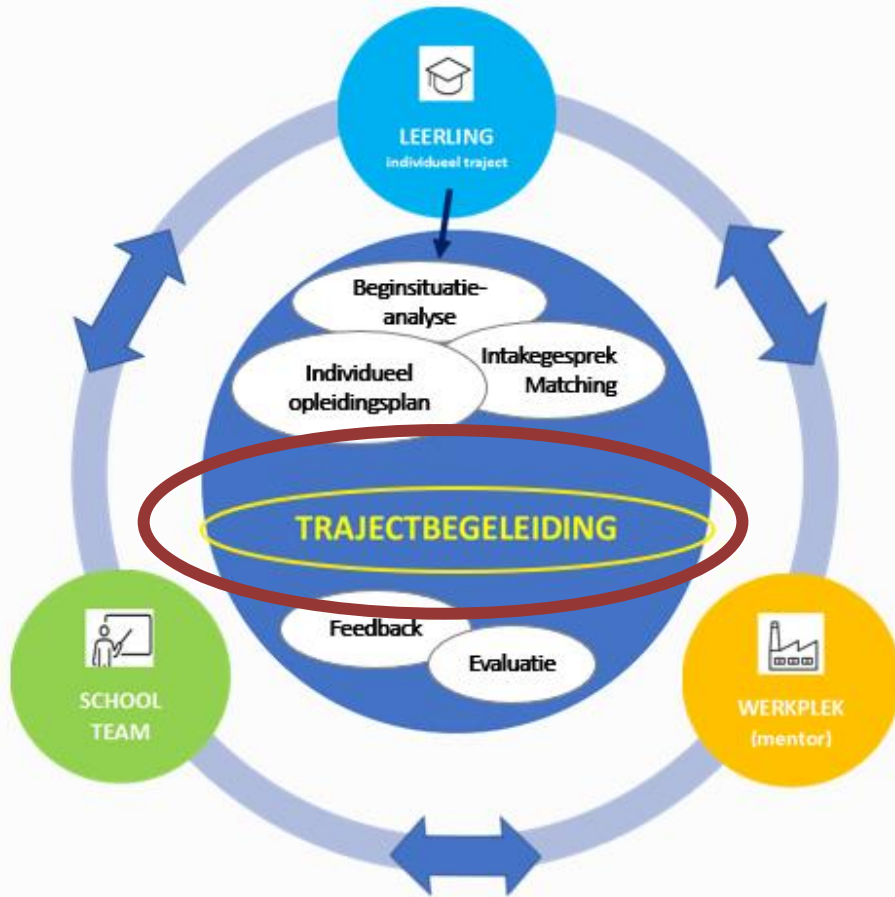 LEERLING
individueel traject
Beginsituatie-
analyse
Intakegesprek
Matching
Individueel
opleidingsplan
TRAJECTBEGELEIDING
Feedback
Evaluatie
SCHOOL
TEAM
WERKPLEK
(mentor)